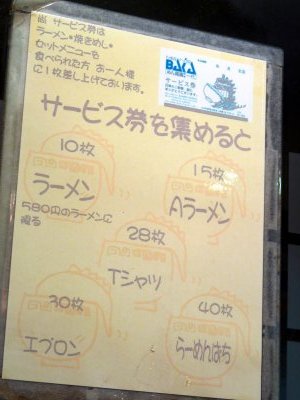 尚 サービス券は
ラーメン*焼きめし*
セットメニューを
食べられた方 お一人様
に1枚差し上げております。
サービス券
サービス券を集めると
10枚
ラーメン
580円のラーメンに
限る
15枚
Aラーメン
28枚
Tシャツ
30枚
エプロン
40枚
らーめんはち